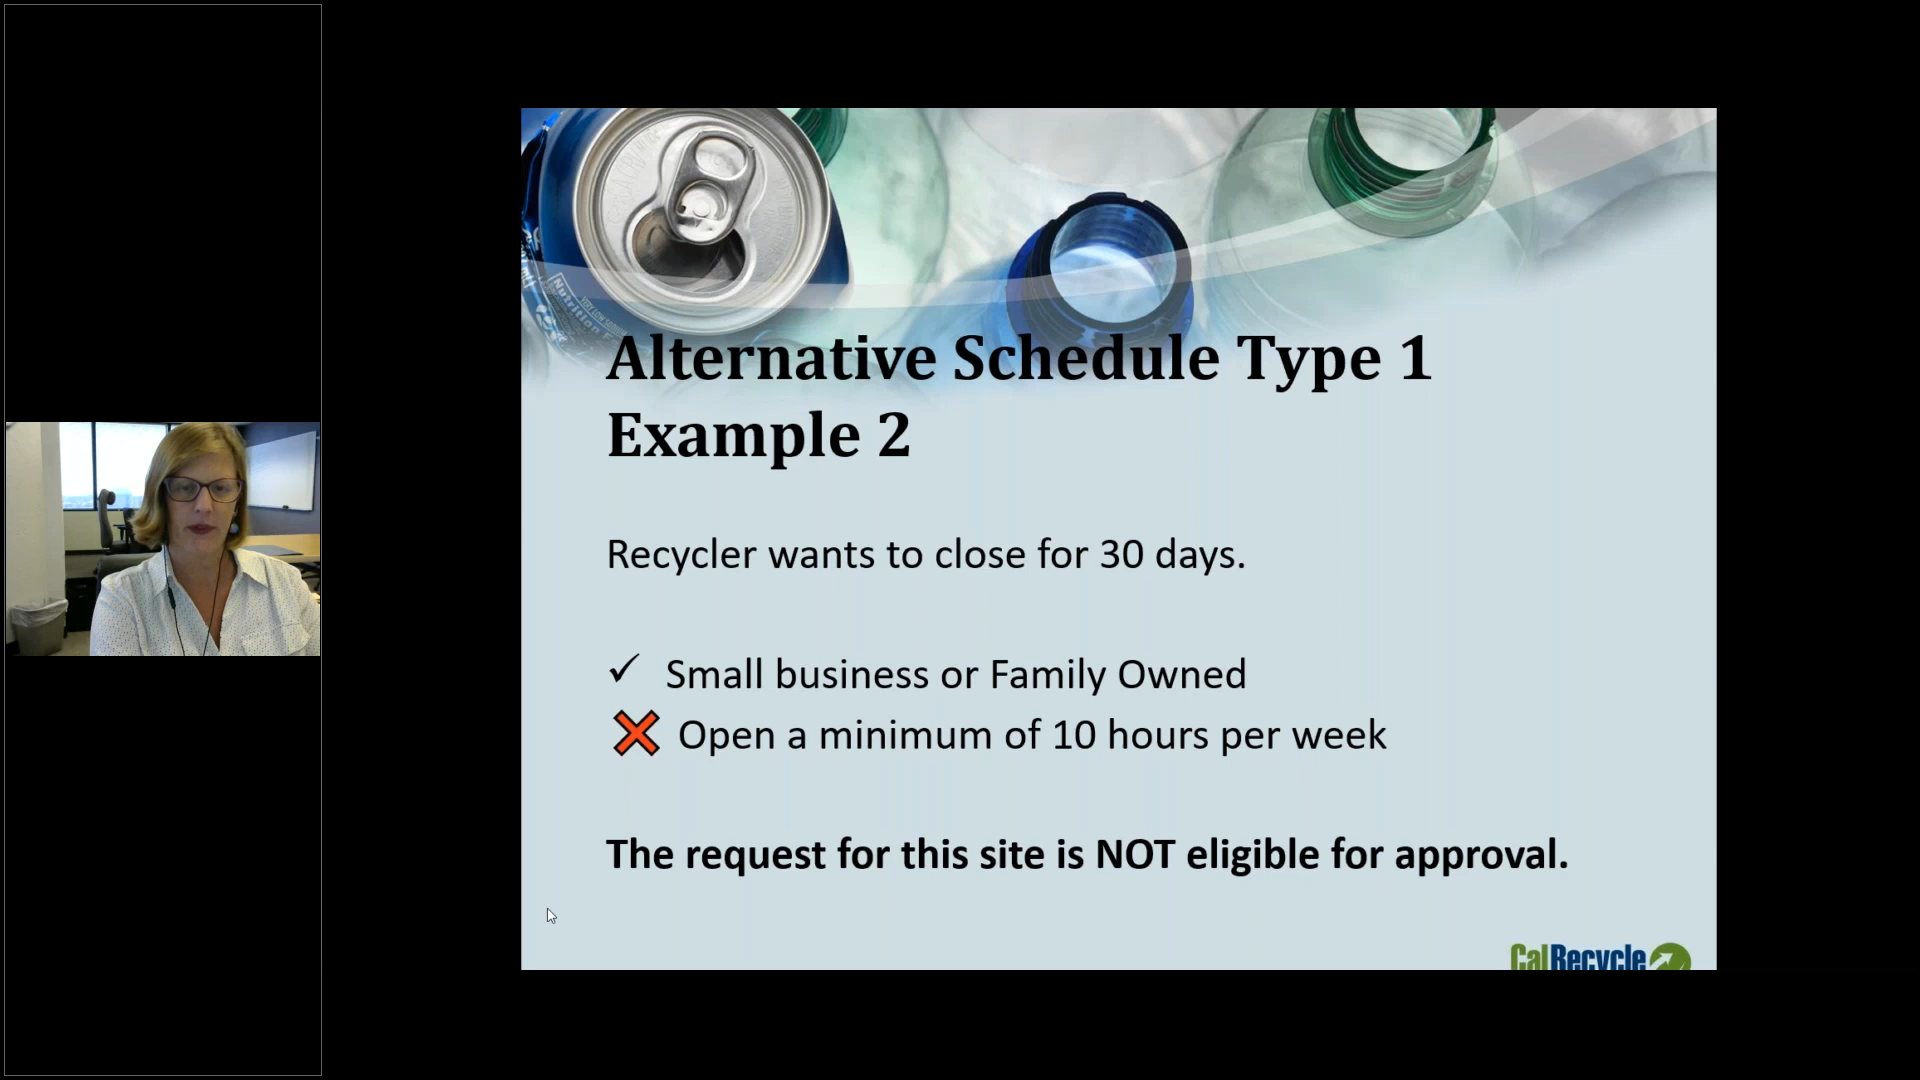 Nutrition F
Alternative Schedule Type 1
Example 2
Recycler wants to close for 30 days.
✓ Small business or Family Owned
❌ Open a minimum of 10 hours per week
The request for this site is NOT eligible for approval.
CalRecycle